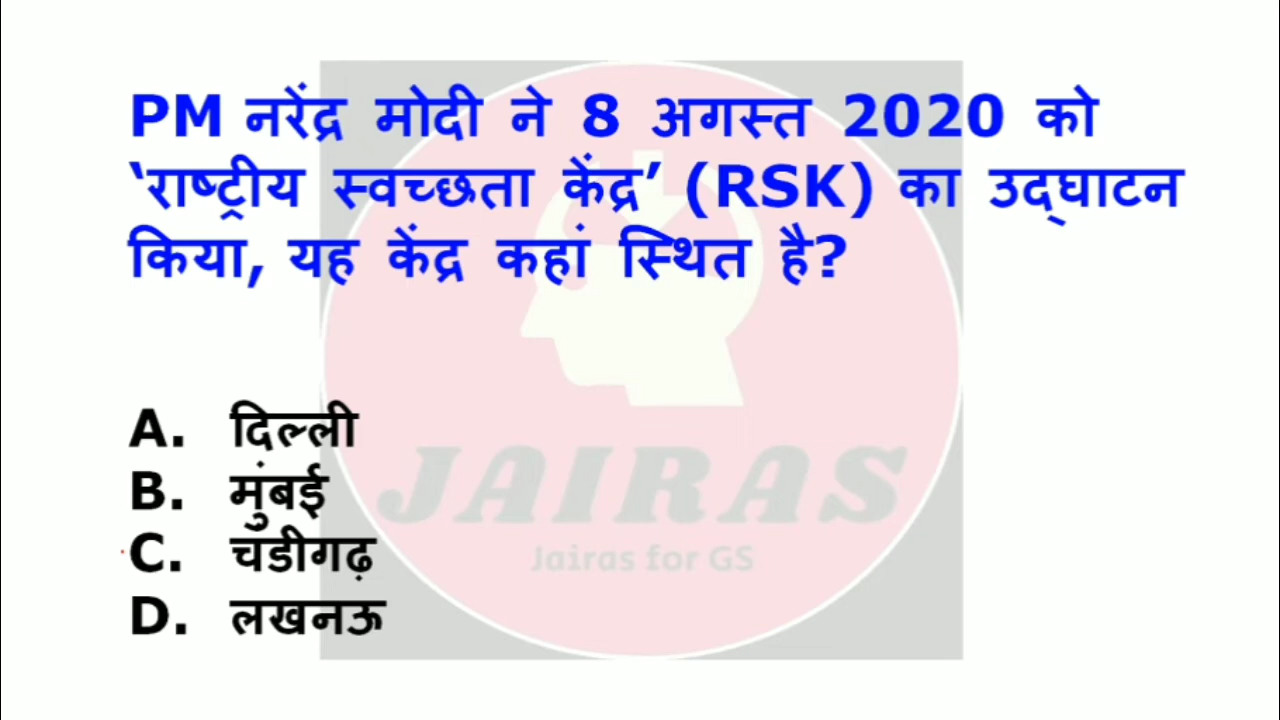 PM नरेंद्र मोदी ने 8 अगस्त 2020 को
‘राष्ट्रीय स्वच्छता केंद्र’ (RSK) का उद्घाटन
किया, यह केंद्र कहां स्थित है?
A. दिल्ली
B. मुंबई
C. चडीगढ़
D. लखनऊ
JAIRAS
Jairas for GS